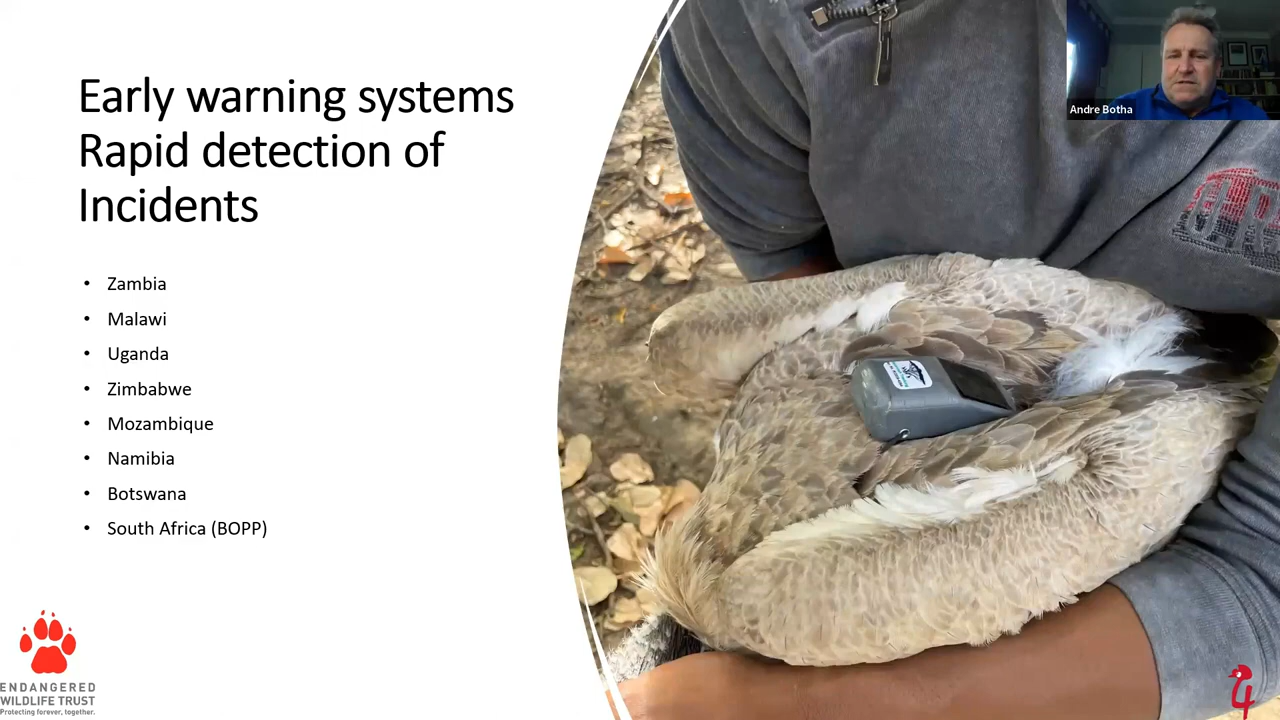 Early warning systems
Rapid detection of
Incidents
• Zambia
• Malawi
• Uganda
• Zimbabwe
• Mozambique
• Namibia
• Botswana
• South Africa (BOPP)
Andre Botha
ENDANGERED
WILDLIFE TRUST
Protecting forever, together.